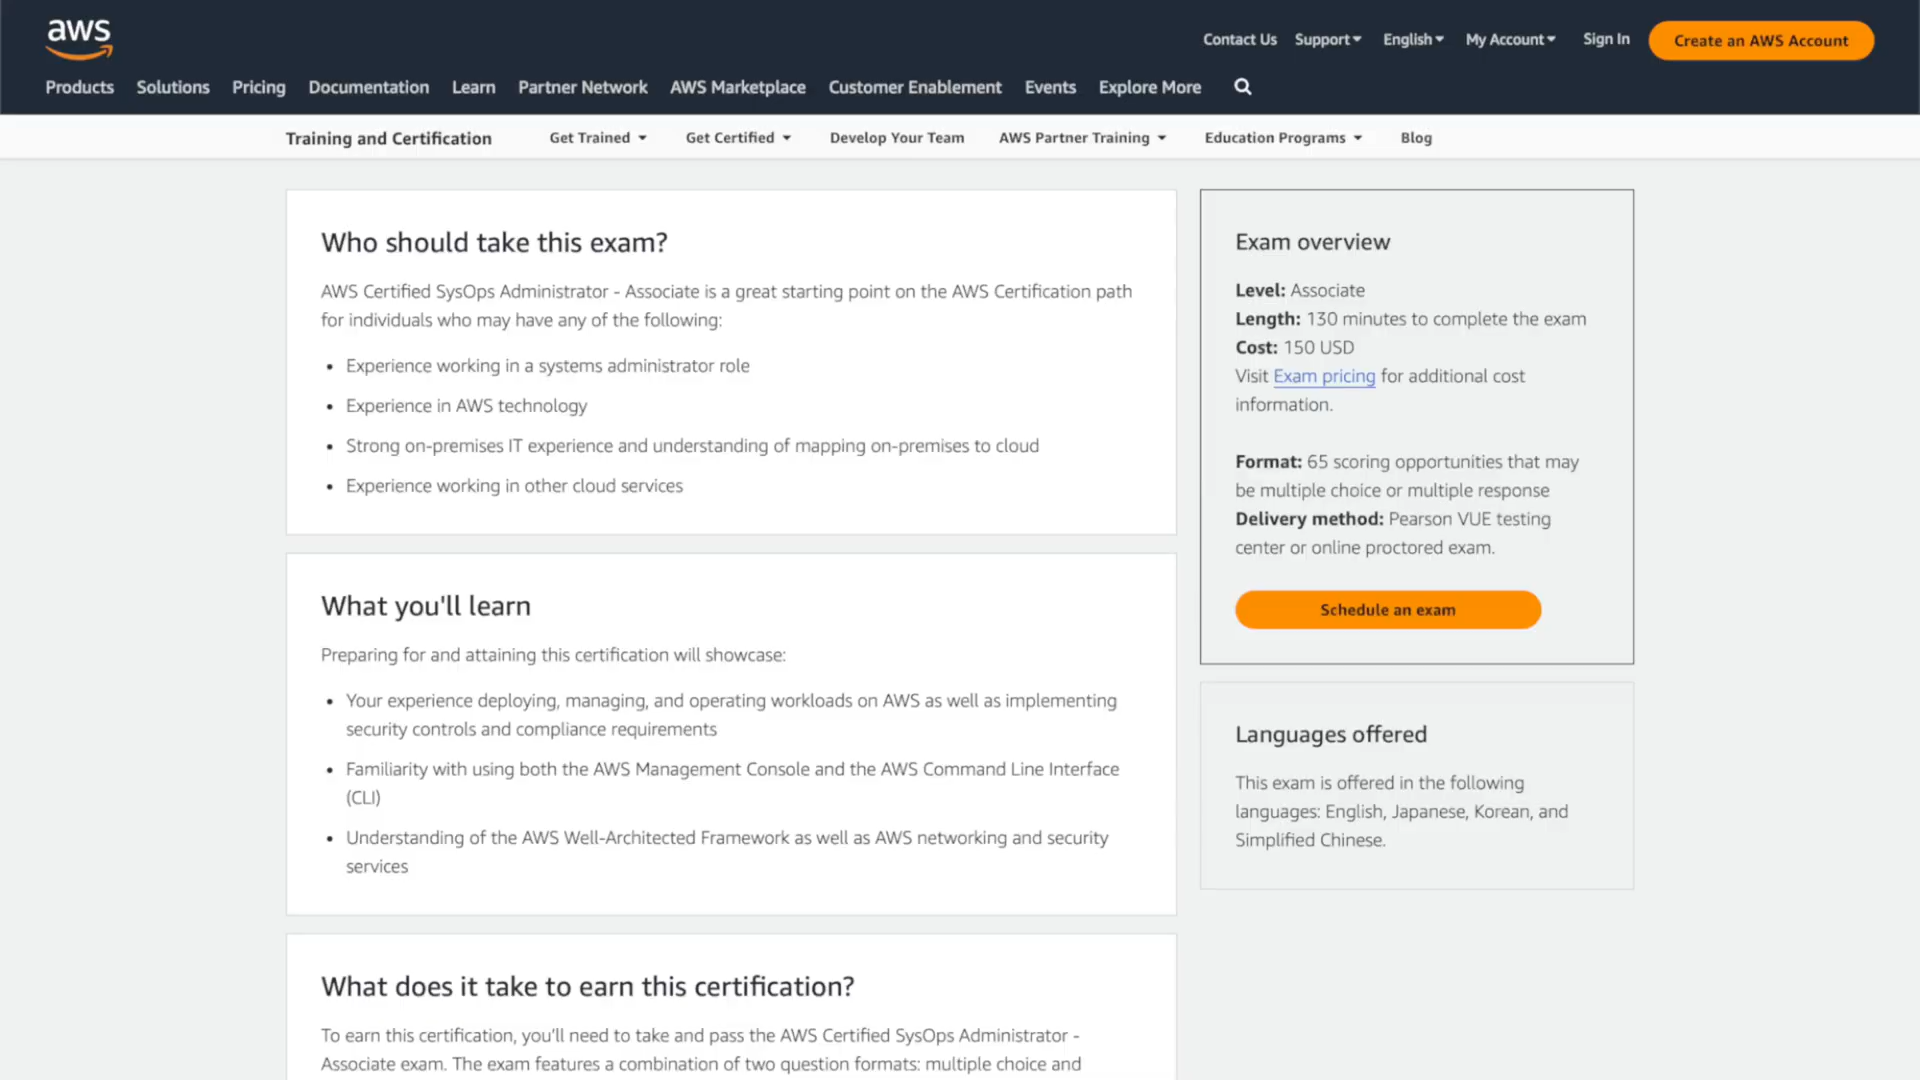 aws
Contact Us Support English My Account Sign In Create an AWS Account
Products Solutions Pricing Documentation Learn Partner Network AWS Marketplace Customer Enablement Events Explore More
Training and Certification Get Trained Get Certified Develop Your Team AWS Partner Training Education Programs Blog
Who should take this exam?
AWS Certified SysOps Administrator - Associate is a great starting point on the AWS Certification path
for individuals who may have any of the following:
• Experience working in a systems administrator role
• Experience in AWS technology
• Strong on-premises IT experience and understanding of mapping on-premises to cloud
• Experience working in other cloud services
What you'll learn
Preparing for and attaining this certification will showcase:
• Your experience deploying, managing, and operating workloads on AWS as well as implementing
security controls and compliance requirements
• Familiarity with using both the AWS Management Console and the AWS Command Line Interface
(CLI)
• Understanding of the AWS Well-Architected Framework as well as AWS networking and security
services
What does it take to earn this certification?
To earn this certification, you'll need to take and pass the AWS Certified SysOps Administrator -
Associate exam. The exam features a combination of two question formats: multiple choice and
Exam overview
Level: Associate
Length: 130 minutes to complete the exam
Cost: 150 USD
Visit Exam pricing for additional cost
information.
Format: 65 scoring opportunities that may
be multiple choice or multiple response
Delivery method: Pearson VUE testing
center or online proctored exam.
Schedule an exam
Languages offered
This exam is offered in the following
languages: English, Japanese, Korean, and
Simplified Chinese.